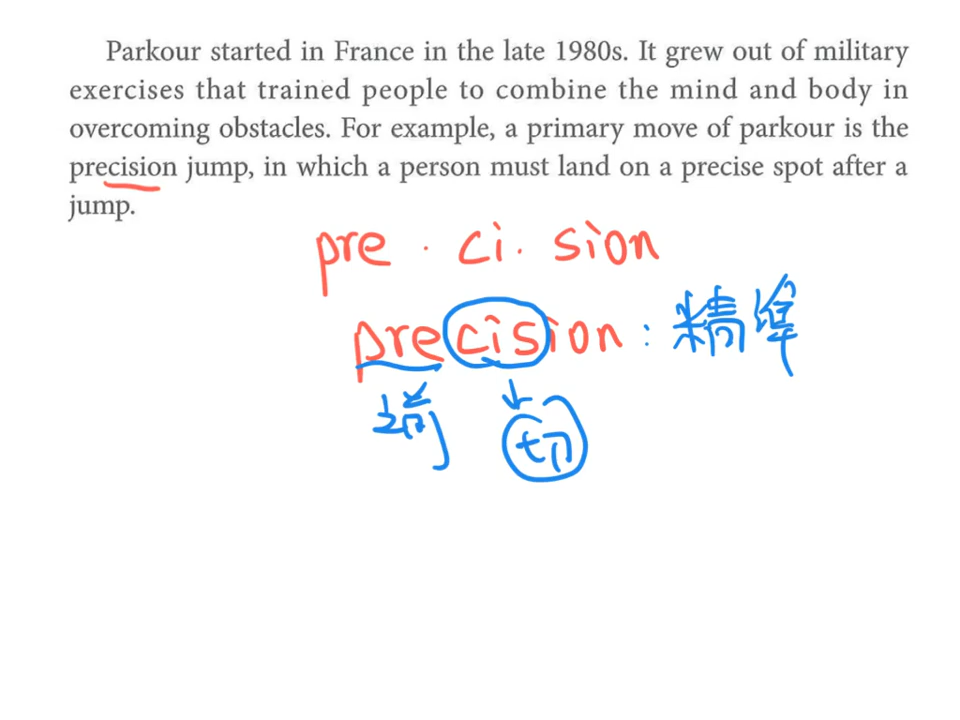 Parkour started in France in the late 1980s. It grew out of military
exercises that trained people to combine the mind and body in
overcoming obstacles. For example, a primary move of parkour is the
precision jump, in which a person must land on a precise spot after a
jump.
pre · ci · sion
precision : 精準
前 切